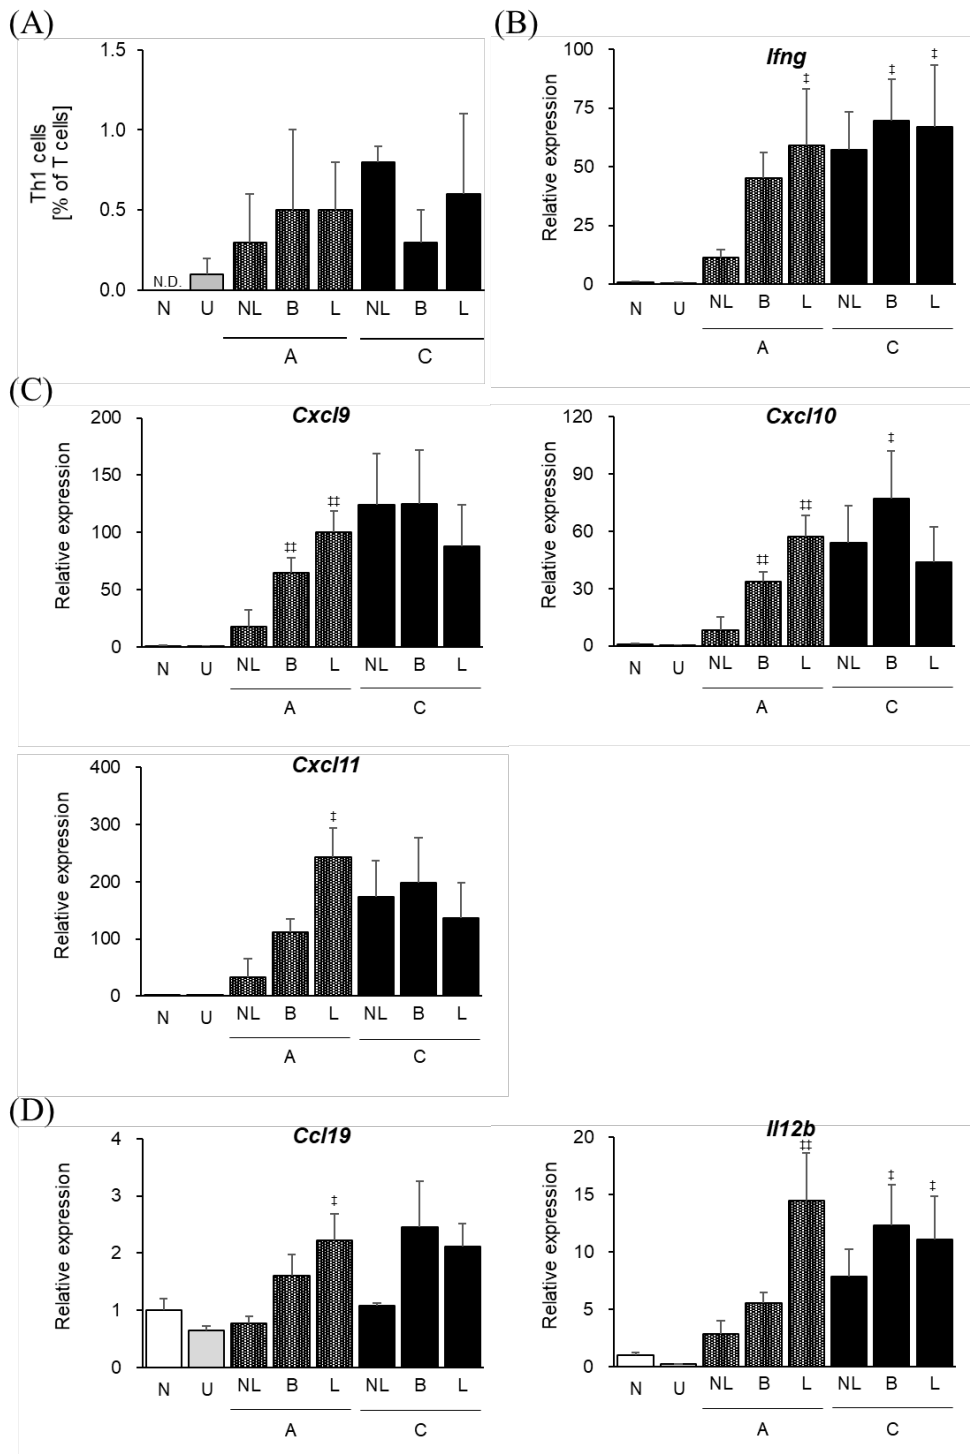 (A)
1.5
1.0
0.5
0.0
Th1 cells
[% of T cells]
N.D.
N U NL B L NL B L
A C
(B)
Ifng
100
75
50
25
0
Relative expression
‡ ‡ ‡
N U NL B L NL B L
A C
(C)
Cxcl9
200
150
100
50
0
Relative expression
‡‡ ‡‡
N U NL B L NL B L
A C
Cxcl10
120
90
60
30
0
Relative expression
‡‡ ‡‡ ‡
N U NL B L NL B L
A C
Cxcl11
400
300
200
100
0
Relative expression
‡
N U NL B L NL B L
A C
(D)
Ccl19
4
3
2
1
0
Relative expression
‡
N U NL B L NL B L
A C
Il12b
20
15
10
5
0
Relative expression
‡‡ ‡ ‡
N U NL B L NL B L
A C